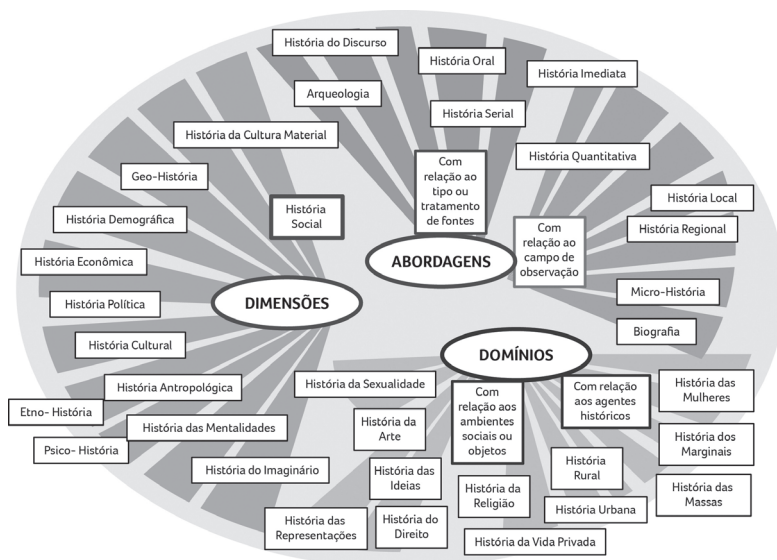 História do Discurso
História Oral
História Imediata
Arqueologia
História Serial
História da Cultura Material
Com
relação ao
tipo ou
tratamento
de fontes
História Quantitativa
Geo-História
História
Social
História Local
Com
relação ao
campo de
observação
História Regional
História Demográfica
ABORDAGENS
História Econômica
Micro-História
História Política
DIMENSÕES
Biografia
História Cultural
DOMÍNIOS
História Antropológica
História da Sexualidade
Com
relação aos
ambientes
sociais ou
objetos
Com relação
aos agentes
históricos
História das
Mulheres
Etno- História
História das Mentalidades
História da
Arte
História dos
Marginais
Psico- História
História do Imaginário
História das
Ideias
História da
Religião
História
Rural
História das
Massas
História Urbana
História das
Representações
História do
Direito
História da Vida Privada